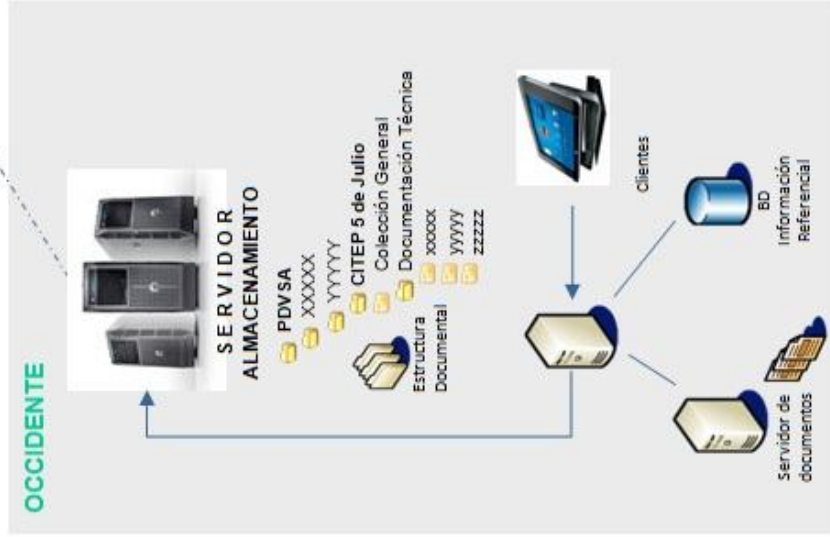 OCCIDENTE
SERVIDOR
ALMACENAMIENTO
PDVSA
XXXXX
YYYYY
CITEP 5 de Julio
Colección General
Documentación Técnica
xxxxx
yyyyy
zzzzz
Estructura
Documental
Clientes
Servidor de
documentos
BD
Información
Referencial